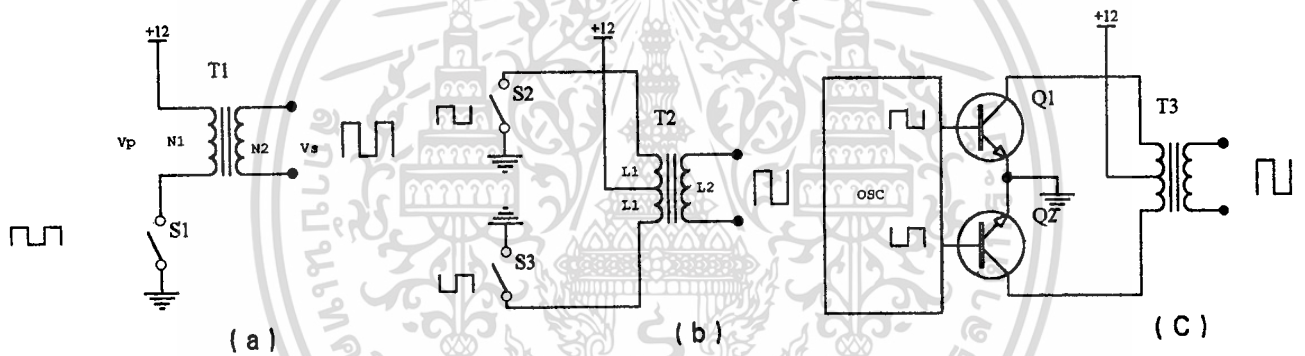 +12
T1
Vp
N1
N2
Vs
S1
(a)
+12
S2
T2
L1
L1
L2
S3
(b)
+12
Q1
T3
OSC
Q2
(C)